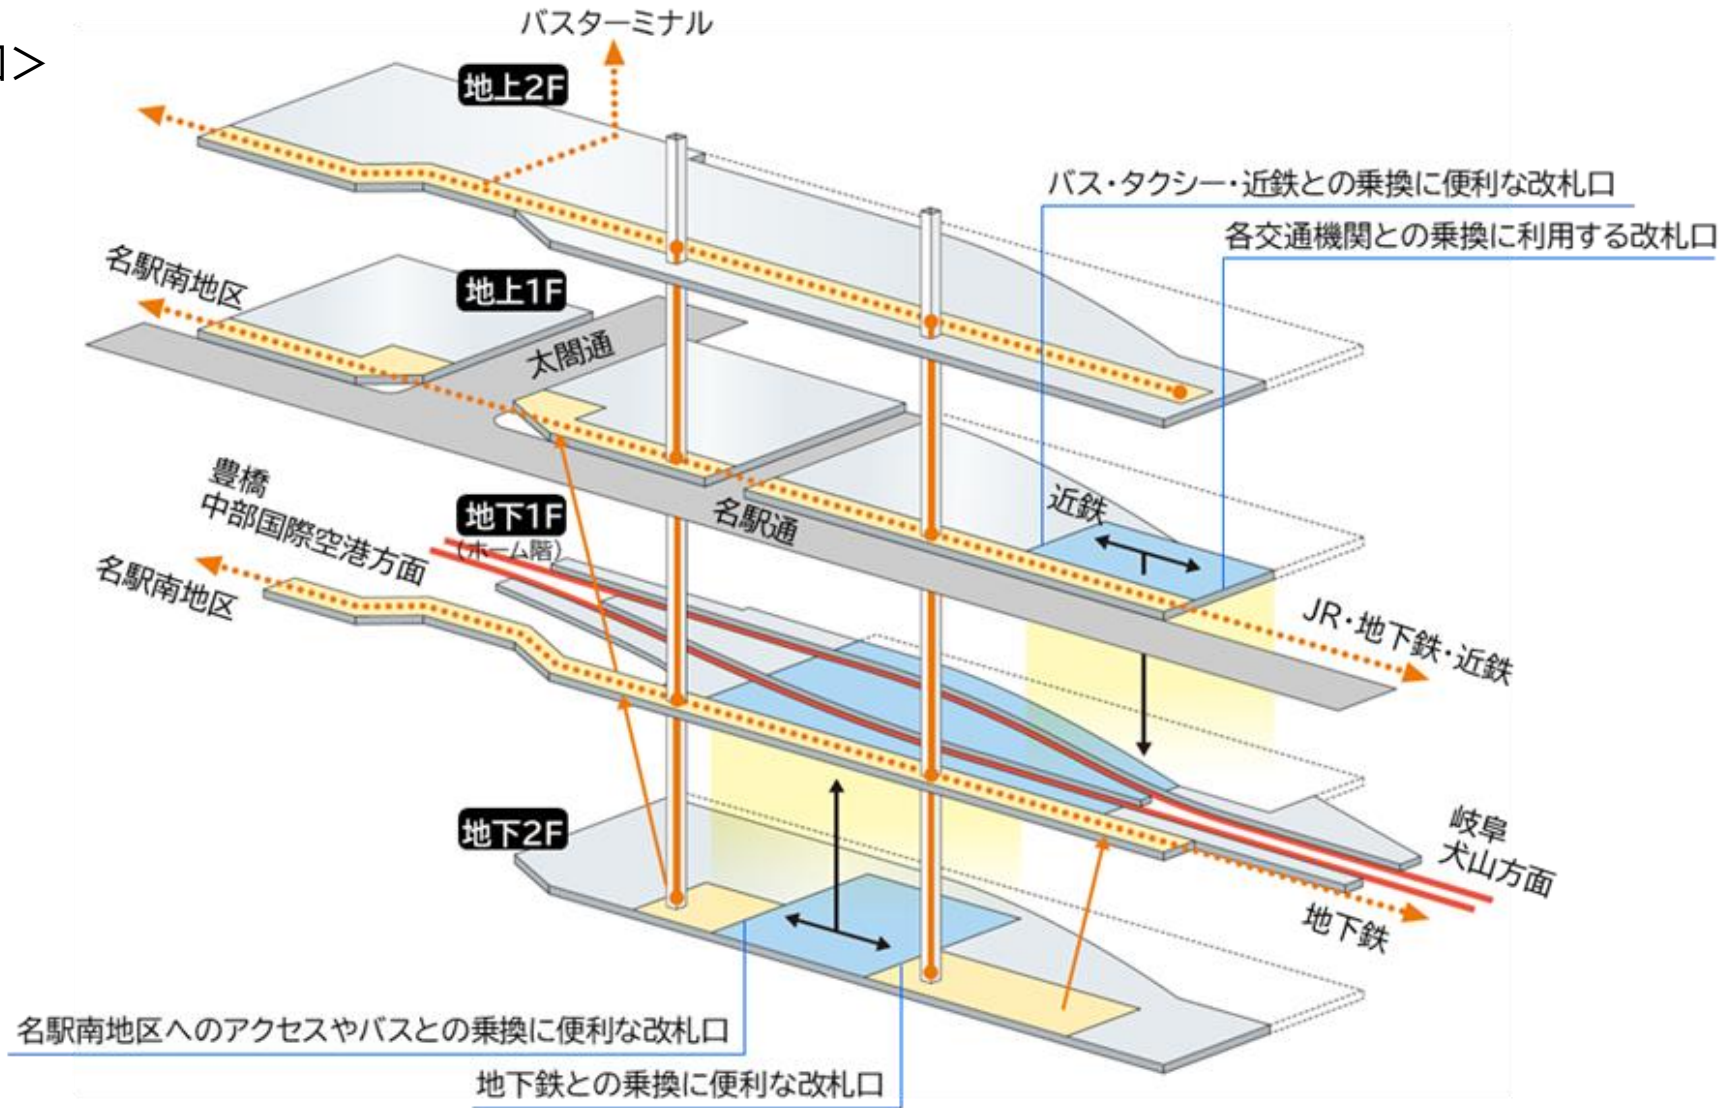 ＞
バスターミナル
地上2F
バス・タクシー・近鉄との乗換に便利な改札口
各交通機関との乗換に利用する改札口
名駅南地区
地上1F
太閤通
豊橋
中部国際空港方面
地下1F
(ホーム階)
名駅通
近鉄
名駅南地区
JR・地下鉄・近鉄
地下2F
岐阜
犬山方面
地下鉄
名駅南地区へのアクセスやバスとの乗換に便利な改札口
地下鉄との乗換に便利な改札口